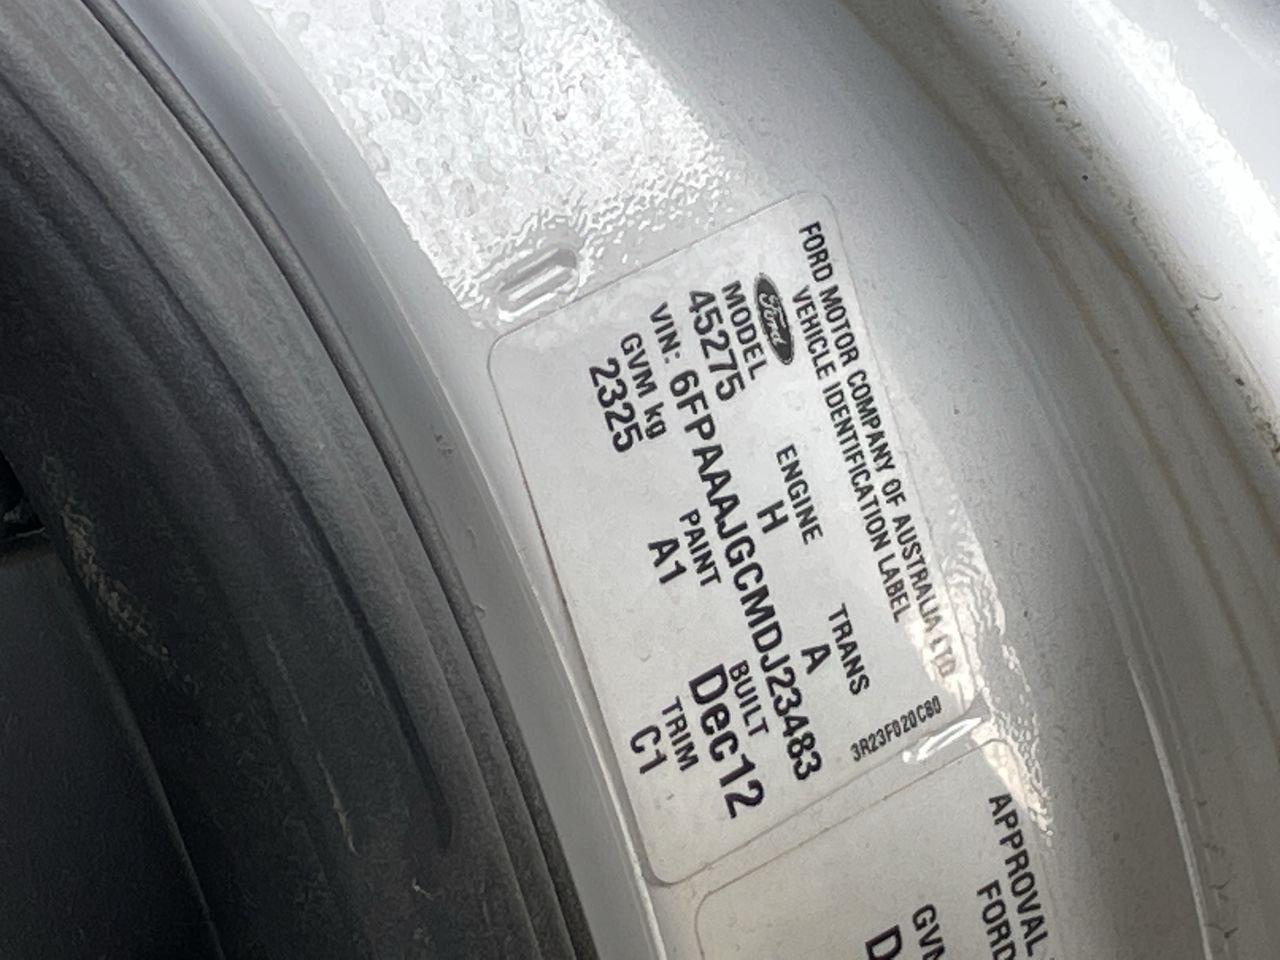 FORD MOTOR COMPANY OF AUSTRALIA LTD
VEHICLE IDENTIFICATION LABEL
Ford
MODEL ENGINE TRANS
45275 H A
3R23F020C80
VIN: 6FPAAAJGCMDJ23483
GVM kg PAINT BUILT
2325 A1 Dec12
TRIM
C1
APPROVAL
FORD
GVM
D